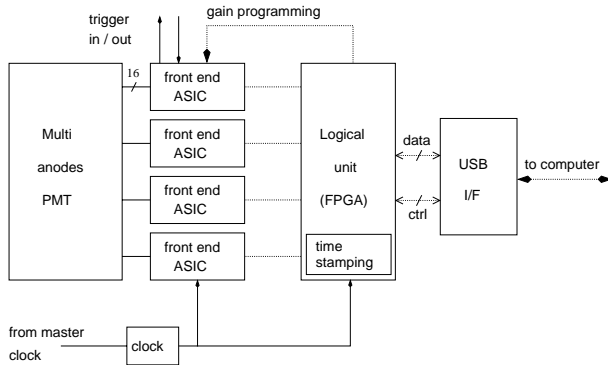 trigger
in / out
gain programming
16
front end
ASIC
Multi
anodes
PMT
front end
ASIC
front end
ASIC
front end
ASIC
Logical
unit
(FPGA)
time
stamping
data
ctrl
USB
I/F
to computer
from master
clock
clock